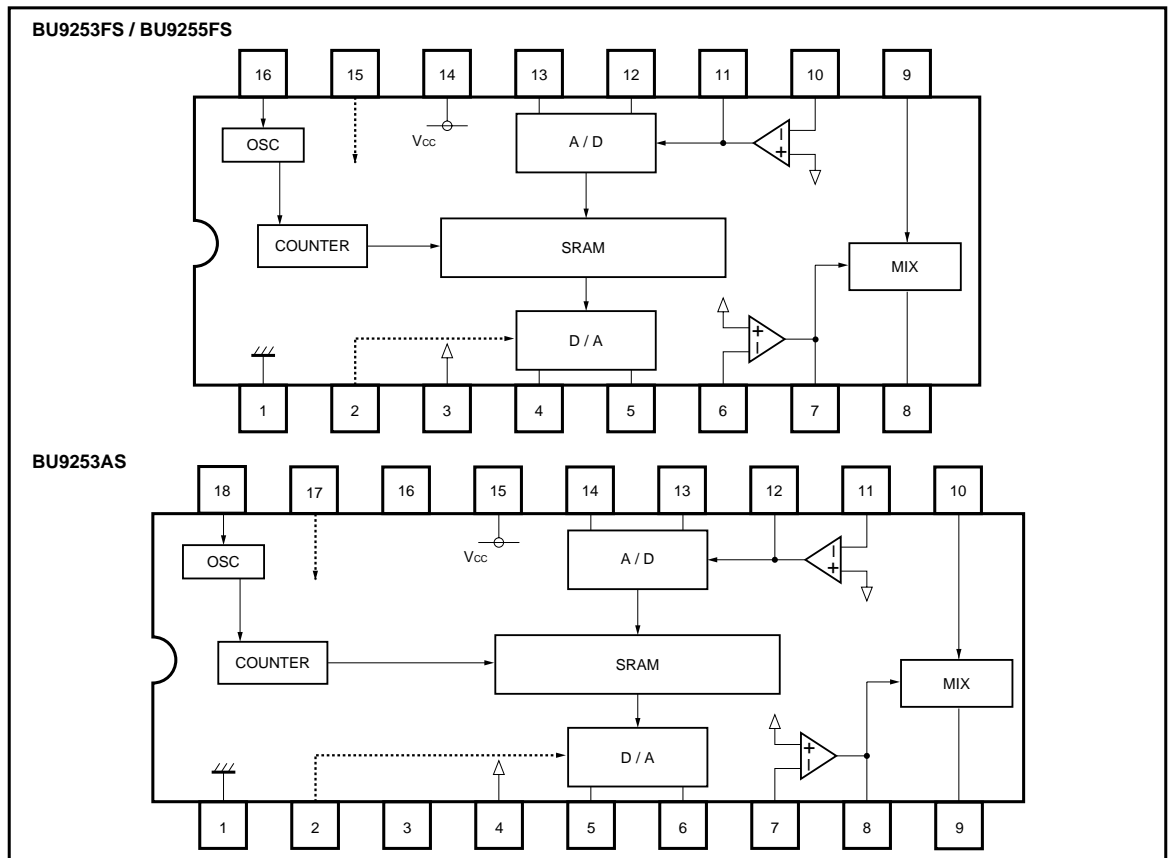 BU9253FS / BU9255FS
16 15 14 13 12 11 10 9
VCC
OSC
A / D
−
+
COUNTER
SRAM
MIX
D / A
+
−
1 2 3 4 5 6 7 8
BU9253AS
18 17 16 15 14 13 12 11 10
VCC
OSC
A / D
−
+
COUNTER
SRAM
MIX
D / A
+
−
1 2 3 4 5 6 7 8 9